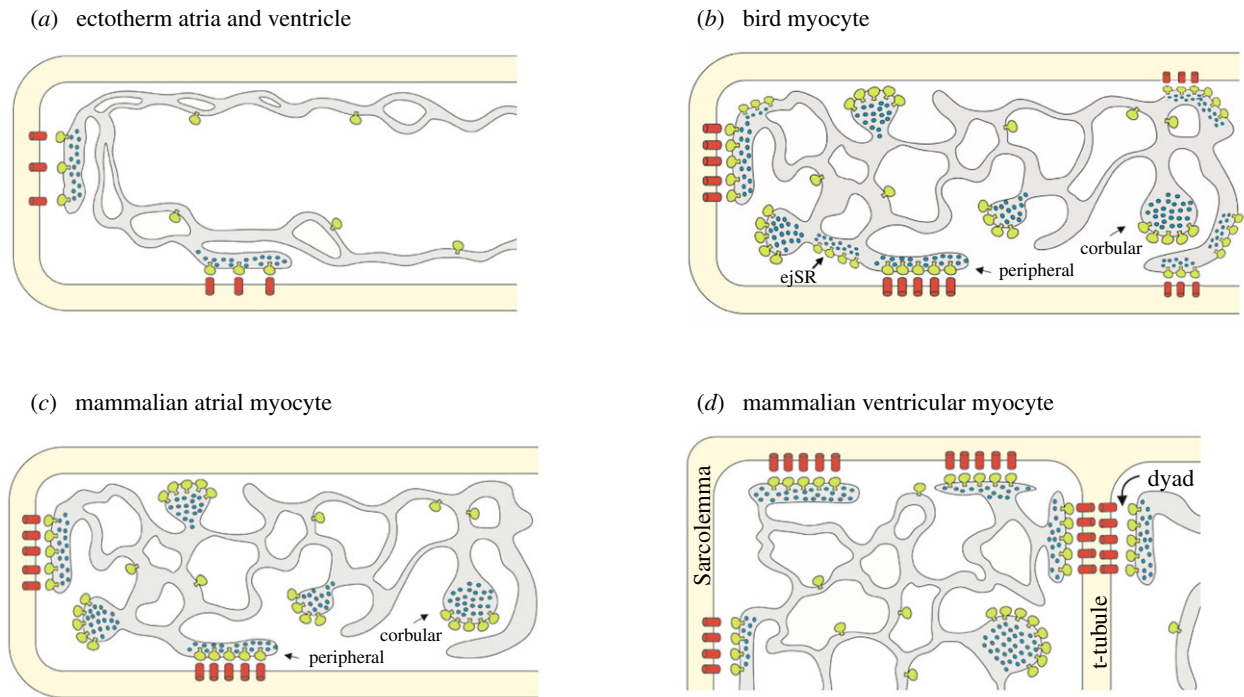 (a) ectotherm atria and ventricle
(b) bird myocyte
corbular
ejSR
peripheral
(c) mammalian atrial myocyte
corbular
peripheral
(d) mammalian ventricular myocyte
Sarcolemma
dyad
t-tubule